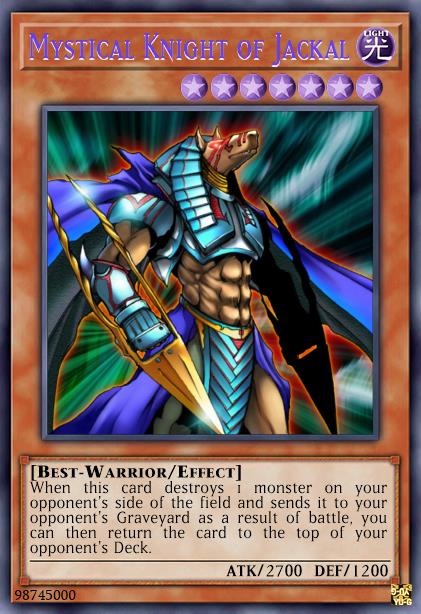 Mystical Knight of Jackal
LIGHT
光
[Best-Warrior/Effect]
When this card destroys 1 monster on your
opponent's side of the field and sends it to your
opponent's Graveyard as a result of battle, you
can then return the card to the top of your
opponent's Deck.
ATK/2700 DEF/1200
98745000